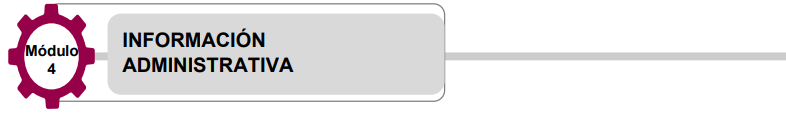 Módulo
4
INFORMACIÓN
ADMINISTRATIVA